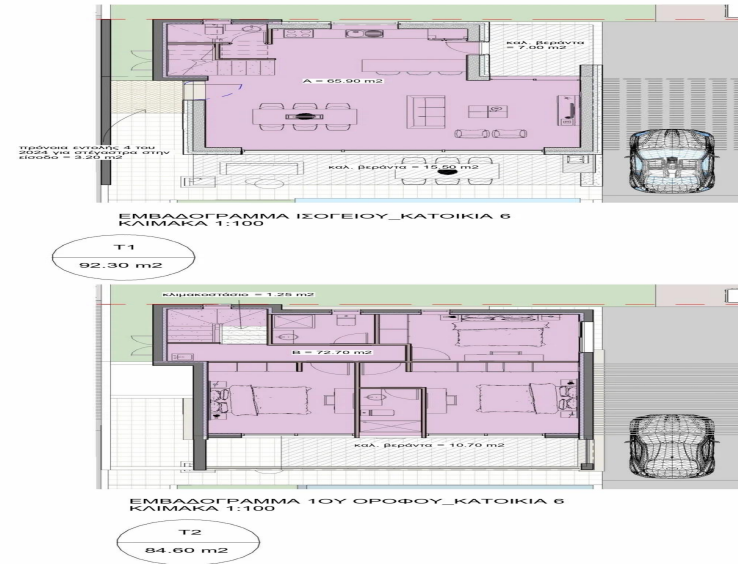 καλ. βεράντα
= 7.00 m2
A = 65.90 m2
πρόνοια εντολής 4 του
2024 για στέγαστρα στην
είσοδο = 3.20 m2
καλ. βεράντα = 15.50 m2
ΕΜΒΑΔΟΓΡΑΜΜΑ ΙΣΟΓΕΙΟΥ_ΚΑΤΟΙΚΙΑ 6
ΚΛΙΜΑΚΑ 1:100
T1
92.30 m2
κλιμακοστάσιο = 1.25 m2
B = 72.70 m2
καλ. βεράντα = 10.70 m2
ΕΜΒΑΔΟΓΡΑΜΜΑ 1ΟΥ ΟΡΟΦΟΥ_ΚΑΤΟΙΚΙΑ 6
ΚΛΙΜΑΚΑ 1:100
T2
84.60 m2